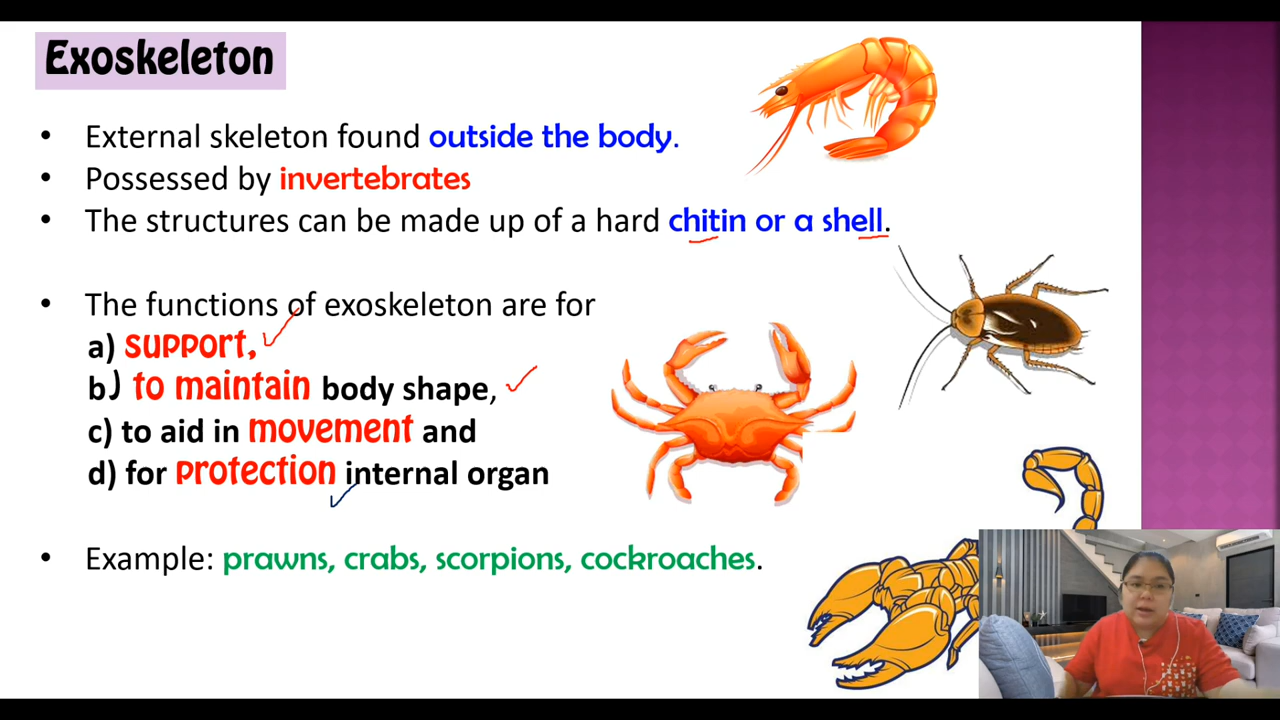 Exoskeleton
• External skeleton found outside the body.
• Possessed by invertebrates
• The structures can be made up of a hard chitin or a shell.
• The functions of exoskeleton are for
a) support,
b) to maintain body shape,
c) to aid in movement and
d) for protection internal organ
• Example: prawns, crabs, scorpions, cockroaches.